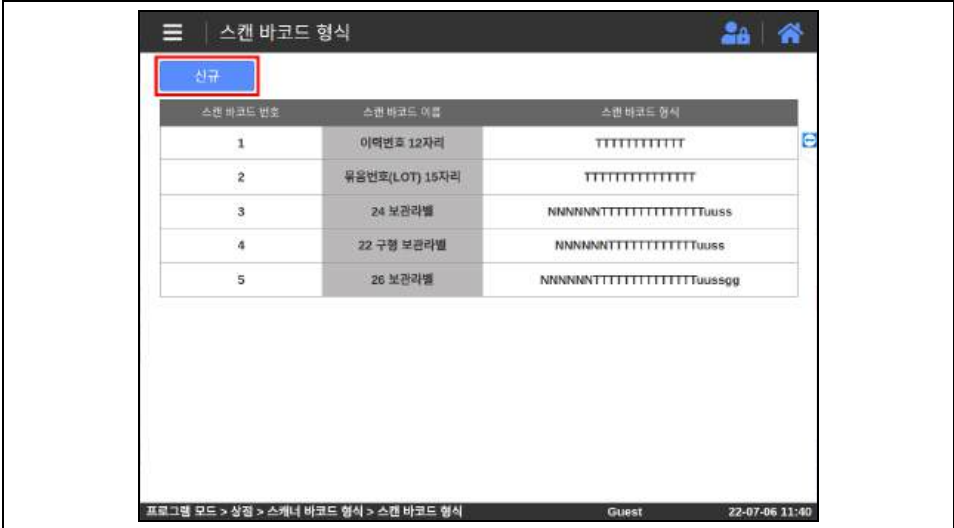 스캔 바코드 형식
신규
스캔 바코드 번호 스캔 바코드 이름 스캔 바코드 형식
1 이력번호 12자리 TTTTTTTTTTTT
2 묶음번호(LOT) 15자리 TTTTTTTTTTTTTTT
3 24 보관라벨 NNNNNNTTTTTTTTTTTTTTuuss
4 22 구형 보관라벨 NNNNNNTTTTTTTTTTTTuuss
5 26 보관라벨 NNNNNNTTTTTTTTTTTTTTuussgg
프로그램 모드 > 상점 > 스캐너 바코드 형식 > 스캔 바코드 형식 Guest 22-07-06 11:40